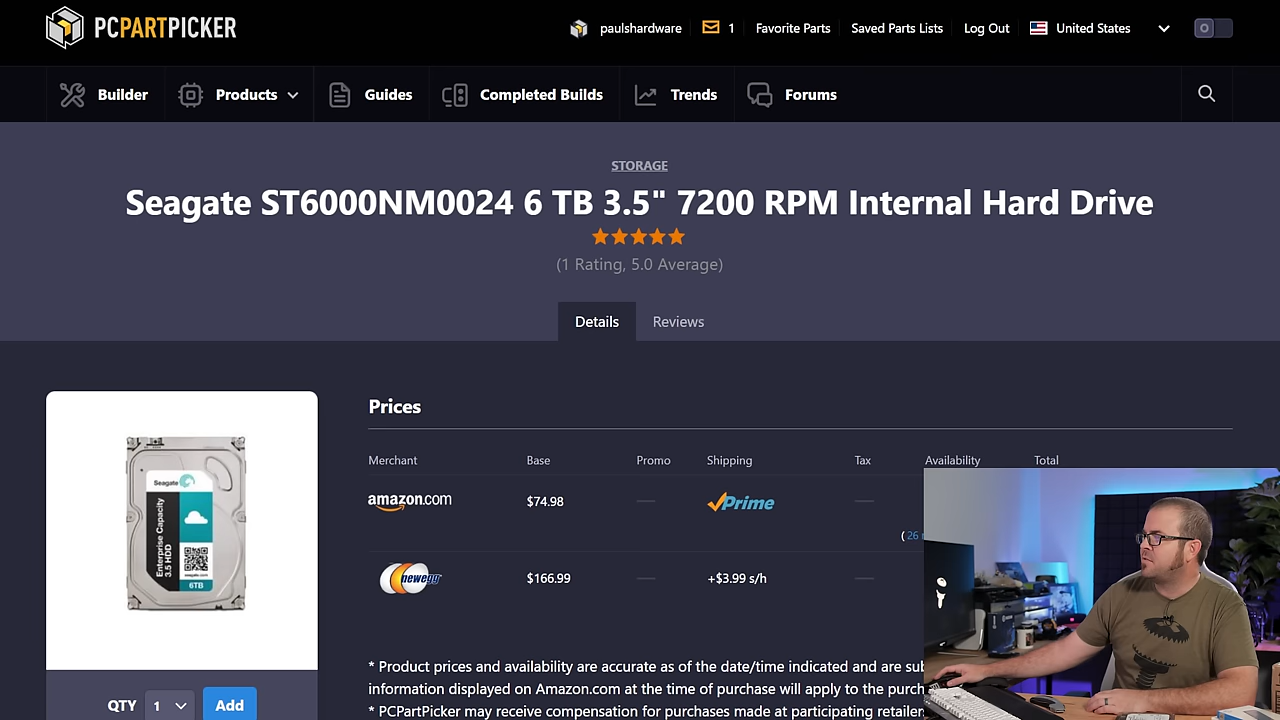 PCPARTPICKER
paulshardware
1
Favorite Parts
Saved Parts Lists
Log Out
United States
Builder
Products
Guides
Completed Builds
Trends
Forums
STORAGE
Seagate ST6000NM0024 6 TB 3.5" 7200 RPM Internal Hard Drive
(1 Rating, 5.0 Average)
Details
Reviews
Seagate
Enterprise Capacity
3.5 HDD
6TB
QTY
1
Add
Prices
Merchant Base Promo Shipping Tax Availability Total
amazon.com $74.98 — Prime —
(26
newegg $166.99 — +$3.99 s/h —
* Product prices and availability are accurate as of the date/time indicated and are
information displayed on Amazon.com at the time of purchase will apply to the
* PCPartPicker may receive compensation for purchases made at participating